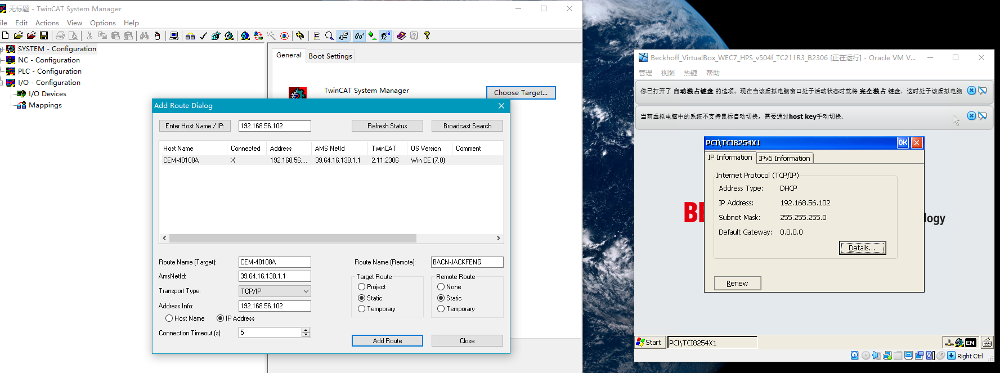 无标题 - TwinCAT System Manager
ile Edit Actions View Options Help
SYSTEM - Configuration
NC - Configuration
PLC - Configuration
I/O - Configuration
I/O Devices
Mappings
General Boot Settings
TwinCAT System Manager
Choose Target...
Add Route Dialog
Enter Host Name / IP: 192.168.56.102 Refresh Status Broadcast Search
Host Name Connected Address AMS NetId TwinCAT OS Version Comment
CEM-40108A X 192.168.56.... 39.64.16.138.1.1 2.11.2306 Win CE (7.0)
Route Name (Target): CEM-40108A Route Name (Remote): BACN-JACKFENG
AmsNetId: 39.64.16.138.1.1 Target Route Remote Route
Transport Type: TCP/IP Project None
Address Info: 192.168.56.102 Static Static
Host Name IP Address Temporary Temporary
Connection Timeout (s): 5
Add Route Close
Beckhoff_VirtualBox_WEC7_HPS_v504f_TC211R3_B2306 [正在运行] - Oracle VM V...
管理 视图 热键 帮助
你已打开了 自动独占键盘 的选项。现在当该虚拟电脑窗口处于活动状态时就将 完全独占 键盘，这时处于该虚拟电脑
当前虚拟电脑中的系统不支持鼠标自动切换，需要通过host key手动切换.
PCI\TCI8254X1 OK
IP Information IPv6 Information
Internet Protocol (TCP/IP)
Address Type: DHCP
IP Address: 192.168.56.102
Subnet Mask: 255.255.255.0
Default Gateway: 0.0.0.0
Details...
Renew
logy
Start PCI\TCI8254X1 EN
Right Ctrl